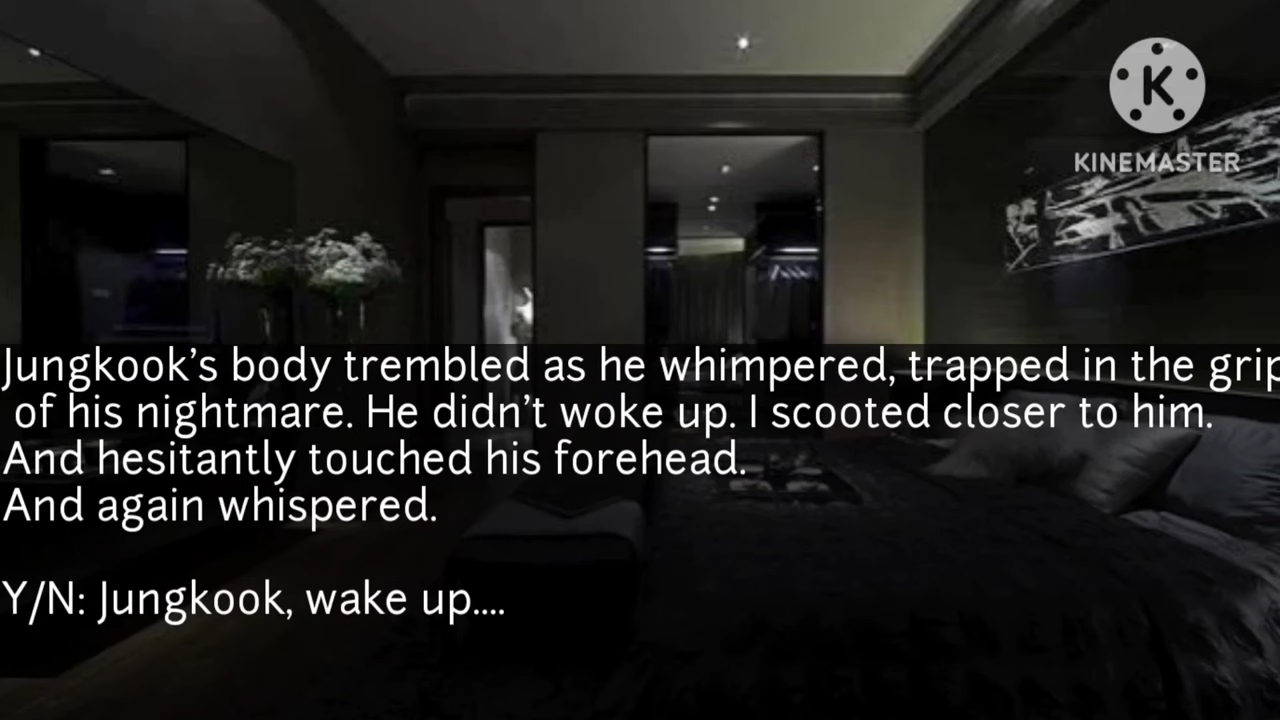 K
KINEMASTER
Jungkook’s body trembled as he whimpered, trapped in the grip
of his nightmare. He didn’t woke up. I scooted closer to him.
And hesitantly touched his forehead.
And again whispered.
Y/N: Jungkook, wake up....